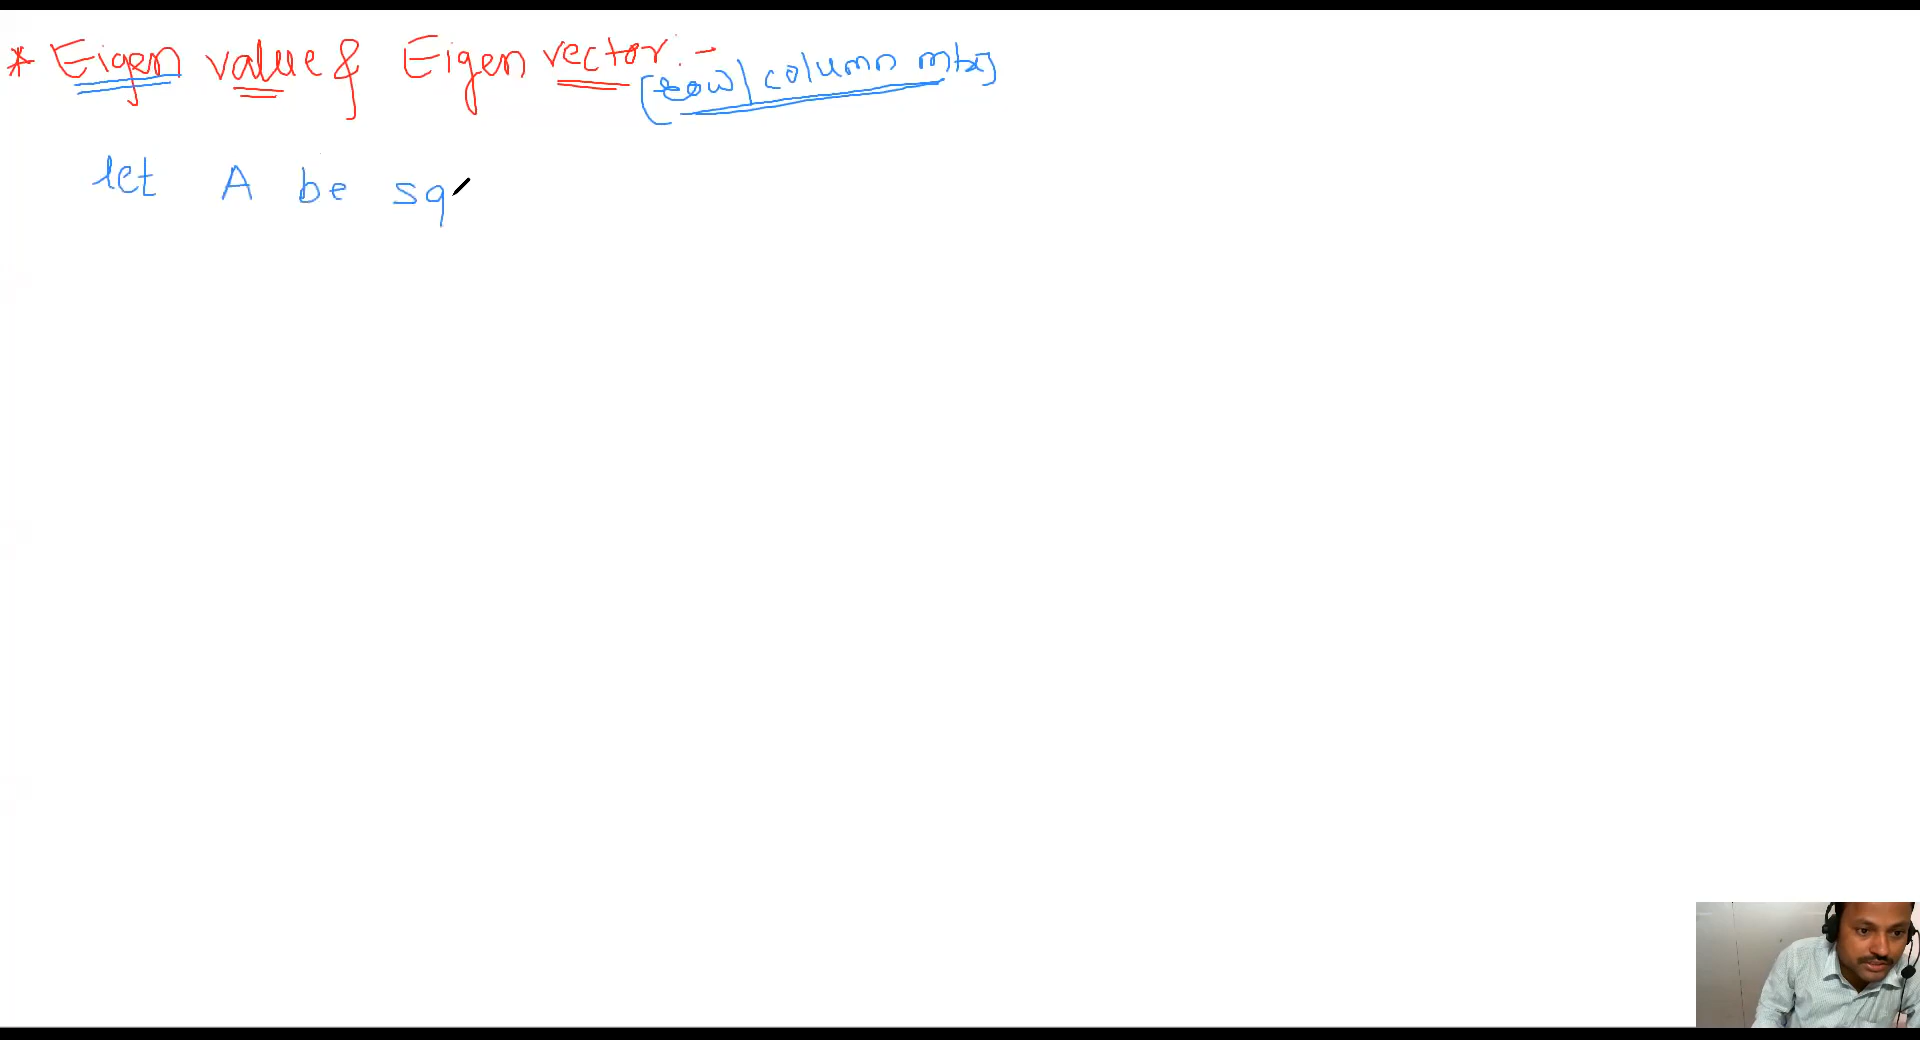 * Eigen value & Eigen vector :-
[row | column mtx]
let A be sq